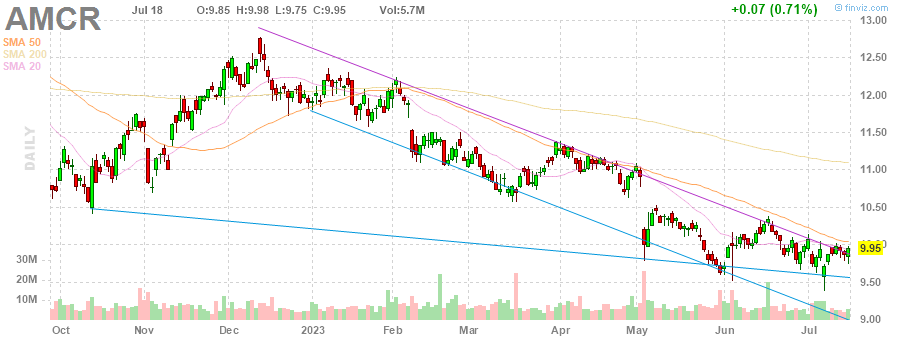 AMCR
Jul 18 O:9.85 H:9.98 L:9.75 C:9.95 Vol:5.7M
© finviz.com
+0.07 (0.71%)
SMA 50
SMA 200
SMA 20
DAILY
13.00
12.50
12.00
11.50
11.00
10.50
9.95
9.50
9.00
30M
20M
10M
Oct Nov Dec 2023 Feb Mar Apr May Jun Jul